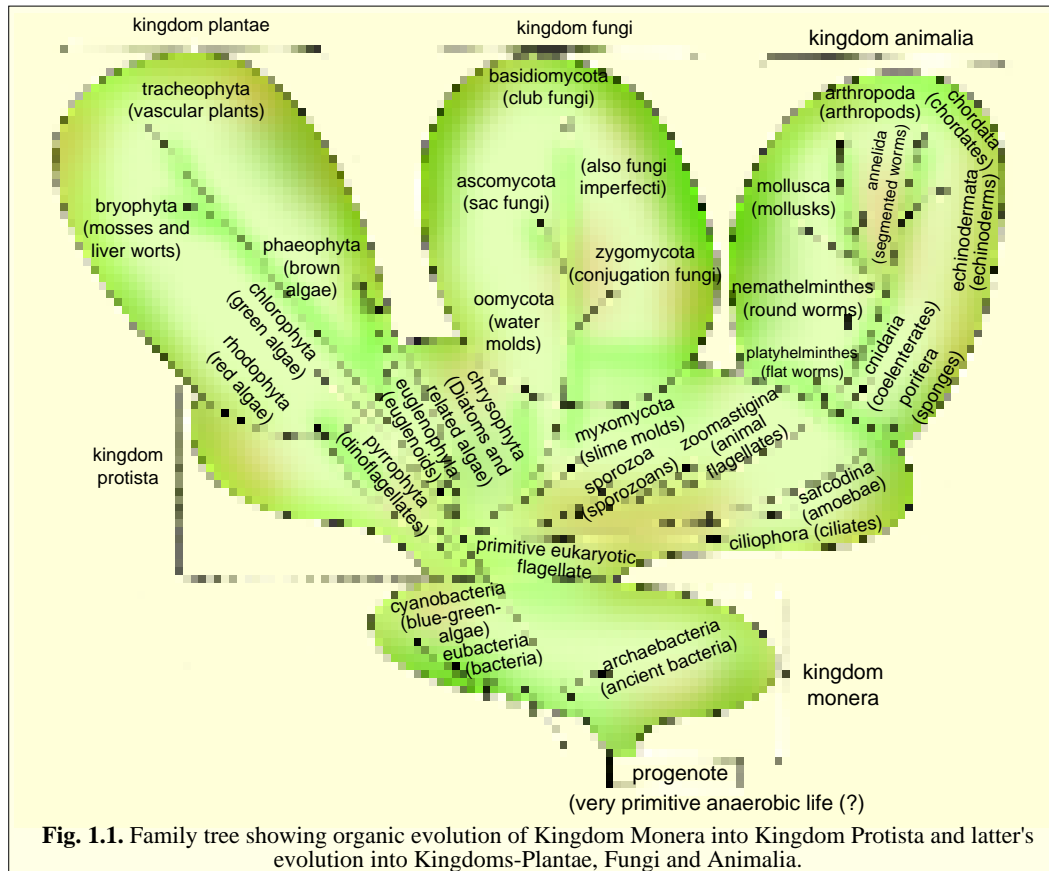 kingdom plantae
kingdom fungi
kingdom animalia
tracheophyta
(vascular plants)
bryophyta
(mosses and
liver worts)
phaeophyta
(brown
algae)
chlorophyta
(green algae)
rhodophyta
(red algae)
basidiomycota
(club fungi)
(also fungi
imperfecti)
ascomycota
(sac fungi)
zygomycota
(conjugation fungi)
oomycota
(water
molds)
arthropoda
(arthropods)
chordata
(chordates)
annelida
(segmented worms)
mollusca
(mollusks)
echinodermata
(echinoderms)
nemathelminthes
(round worms)
platyhelminthes
(flat worms)
cnidaria
(coelenterates)
porifera
(sponges)
kingdom
protista
pyrrophyta
(dinoflagellates)
euglenophyta
(euglenoids)
chrysophyta
(Diatoms and
related algae)
myxomycota
(slime molds)
sporozoa
(sporozoans)
zoomastigina
(animal
flagellates)
sarcodina
(amoebae)
ciliophora (ciliates)
primitive eukaryotic
flagellate
cyanobacteria
(blue-green-
algae)
eubacteria
(bacteria)
archaebacteria
(ancient bacteria)
kingdom
monera
progenote
(very primitive anaerobic life (?)
Fig. 1.1. Family tree showing organic evolution of Kingdom Monera into Kingdom Protista and latter's
evolution into Kingdoms-Plantae, Fungi and Animalia.